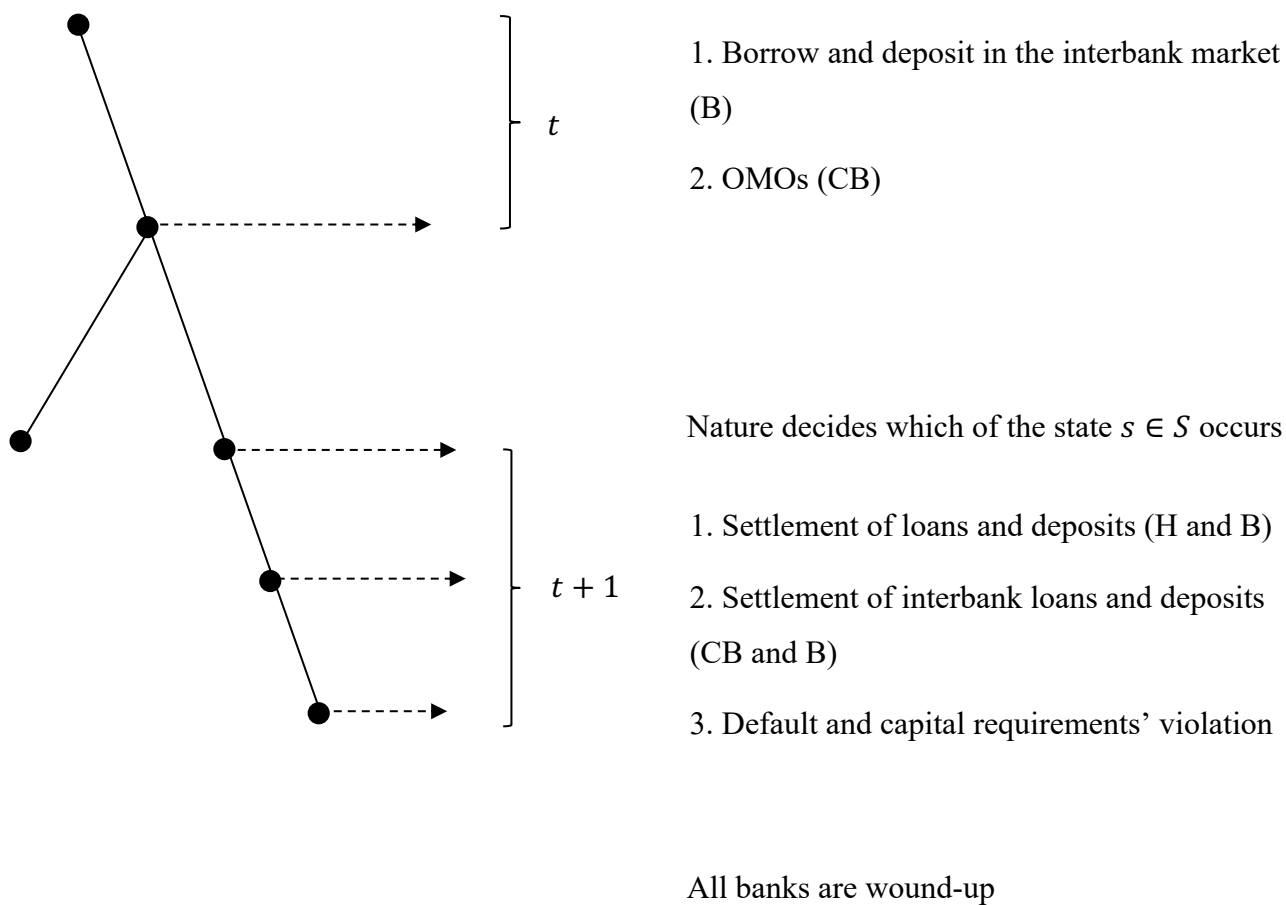 1. Borrow and deposit in the interbank market
(B)
t
2. OMOs (CB)
Nature decides which of the state s ∈ S occurs
1. Settlement of loans and deposits (H and B)
t + 1
2. Settlement of interbank loans and deposits
(CB and B)
3. Default and capital requirements’ violation
All banks are wound-up